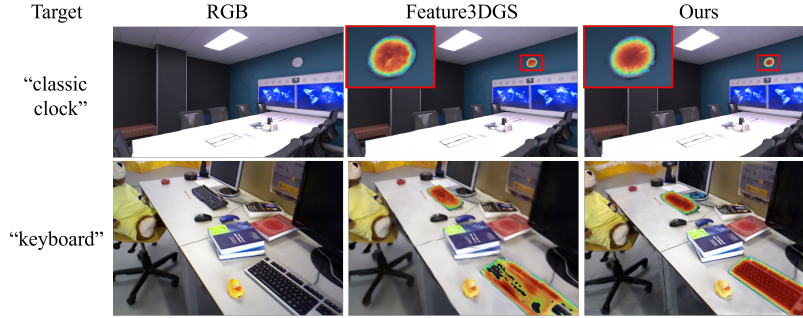 Target RGB Feature3DGS Ours
“classic
clock”
“keyboard”